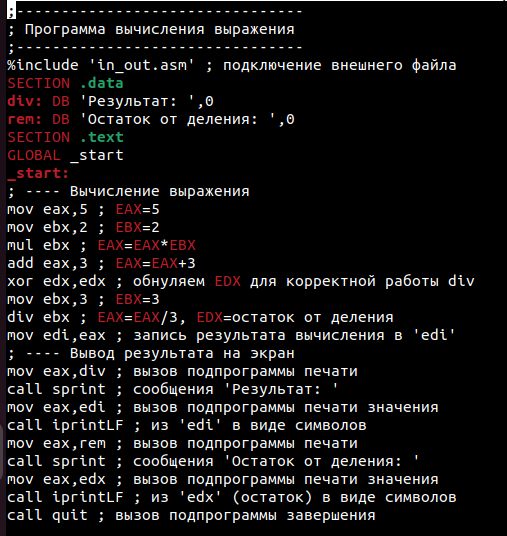 ;--------------------------------
; Программа вычисления выражения
;--------------------------------
%include 'in_out.asm' ; подключение внешнего файла
SECTION .data
div: DB 'Результат: ',0
rem: DB 'Остаток от деления: ',0
SECTION .text
GLOBAL _start
_start:
; ---- Вычисление выражения
mov eax,5 ; EAX=5
mov ebx,2 ; EBX=2
mul ebx ; EAX=EAX*EBX
add eax,3 ; EAX=EAX+3
xor edx,edx ; обнуляем EDX для корректной работы div
mov ebx,3 ; EBX=3
div ebx ; EAX=EAX/3, EDX=остаток от деления
mov edi,eax ; запись результата вычисления в 'edi'
; ---- Вывод результата на экран
mov eax,div ; вызов подпрограммы печати
call sprint ; сообщения 'Результат: '
mov eax,edi ; вызов подпрограммы печати значения
call iprintLF ; из 'edi' в виде символов
mov eax,rem ; вызов подпрограммы печати
call sprint ; сообщения 'Остаток от деления: '
mov eax,edx ; вызов подпрограммы печати значения
call iprintLF ; из 'edx' (остаток) в виде символов
call quit ; вызов подпрограммы завершения